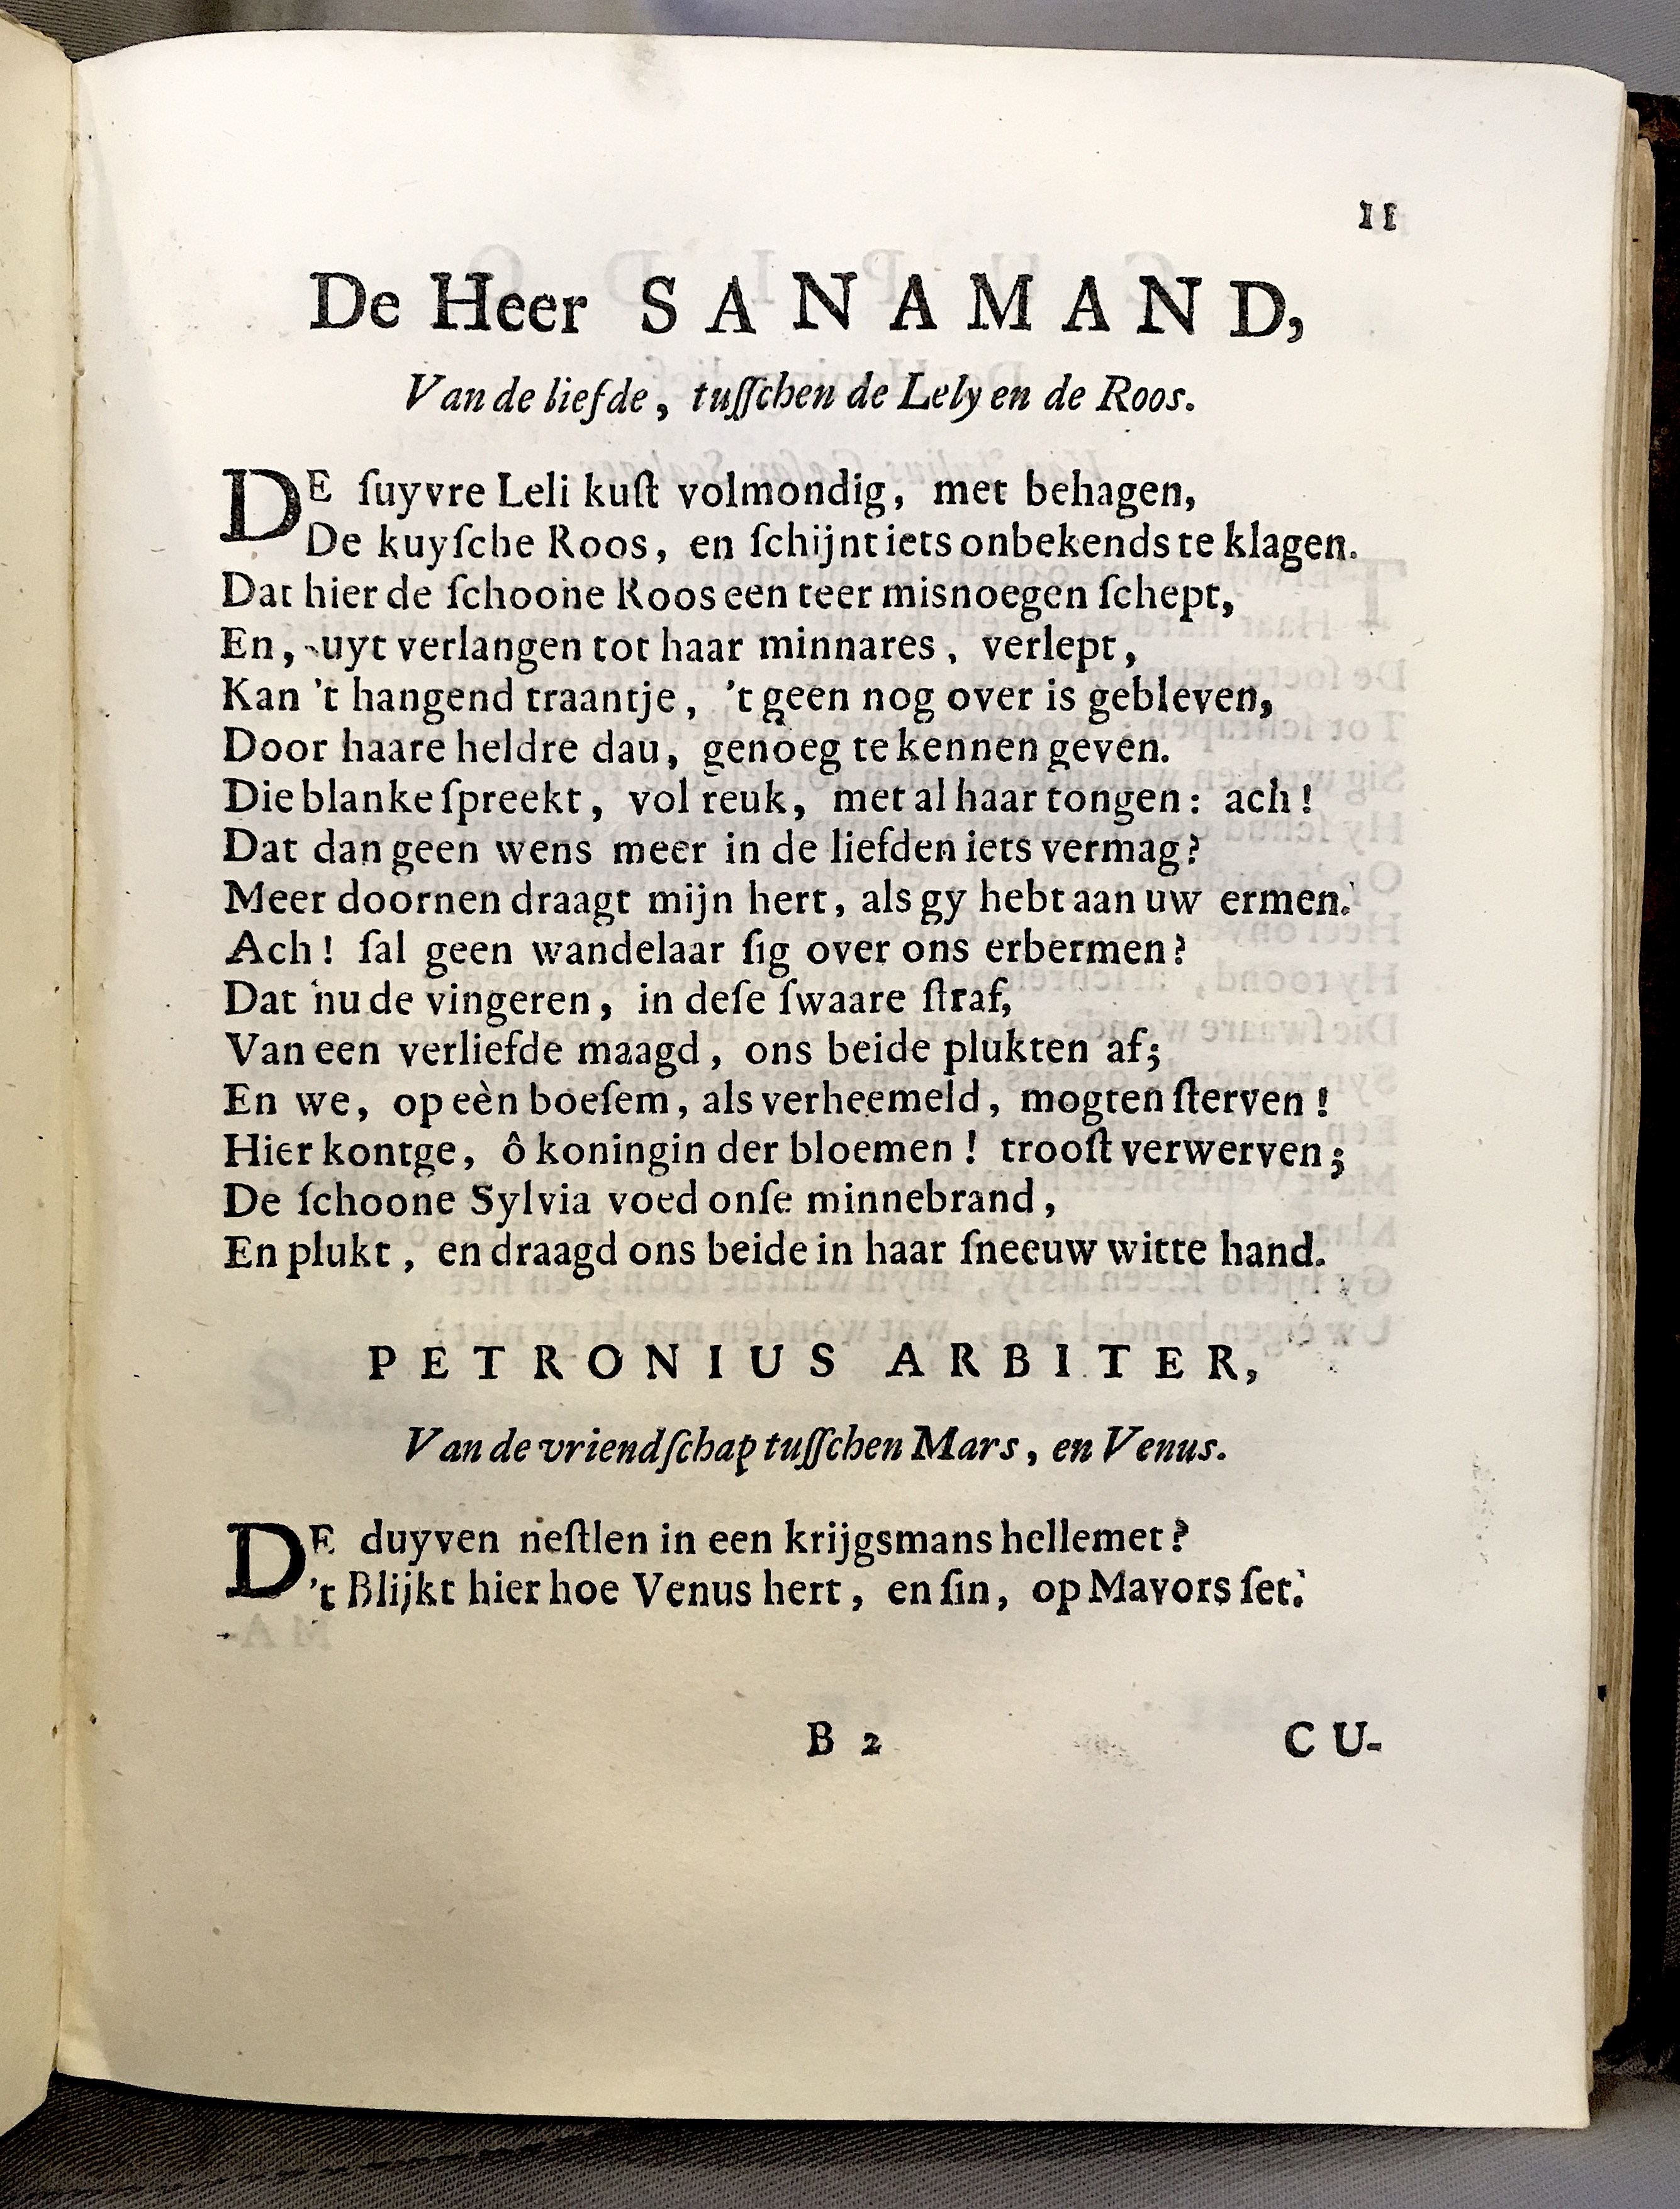 11
De Heer SANAMAND,
Van de liefde, tuſſchen de Lely en de Roos.
DE ſuyvre Leli kuſt volmondig, met behagen,
De kuyſche Roos, en ſchijnt iets onbekends te klagen.
Dat hier de ſchoone Roos een teer misnoegen ſchept,
En, uyt verlangen tot haar minnares, verlept,
Kan 't hangend traantje, 't geen nog over is gebleven,
Door haare heldre dau, genoeg te kennen geven.
Die blanke ſpreekt, vol reuk, met al haar tongen: ach!
Dat dan geen wens meer in de liefden iets vermag?
Meer doornen draagt mijn hert, als gy hebt aan uw ermen.
Ach! ſal geen wandelaar ſig over ons erbermen?
Dat nu de vingeren, in deſe ſwaare ſtraf,
Van een verliefde maagd, ons beide plukten af;
En we, op eèn boeſem, als verheemeld, mogten ſterven!
Hier kontge, ô koningin der bloemen! trooſt verwerven;
De ſchoone Sylvia voed onſe minnebrand,
En plukt, en draagd ons beide in haar ſneeuw witte hand.
PETRONIUS ARBITER,
Van de vriendſchap tuſſchen Mars, en Venus.
DE duyven neſtlen in een krijgsmans hellemet?
't Blijkt hier hoe Venus hert, en ſin, op Mavors ſet.
B 2 CU-